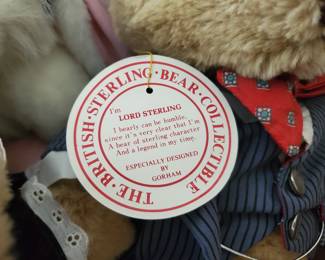 THE · BRITISH · STERLING · BEAR · COLLECTIBLE ·
I'm
LORD STERLING
I bearly can be humble,
since it's very clear that I'm
A bear of sterling character
And a legend in my time.
ESPECIALLY DESIGNED
BY
GORHAM